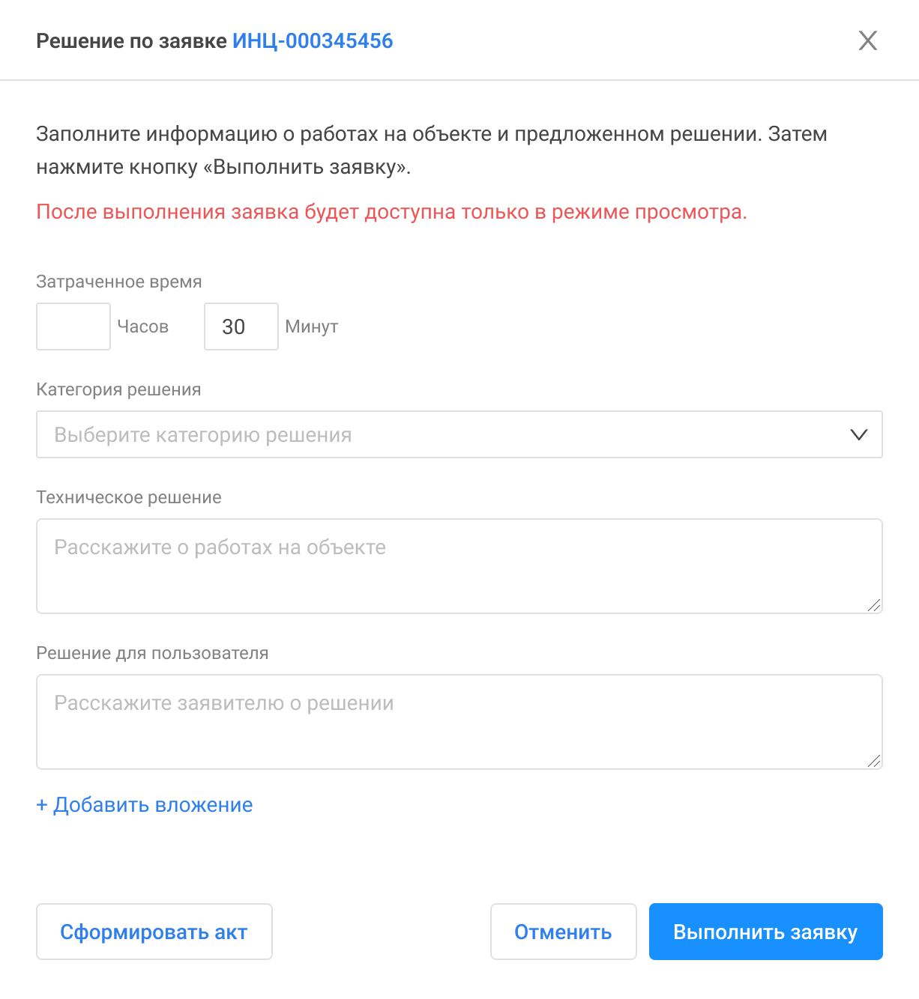 Решение по заявке ИНЦ-000345456
Заполните информацию о работах на объекте и предложенном решении. Затем
нажмите кнопку «Выполнить заявку».
После выполнения заявка будет доступна только в режиме просмотра.
Затраченное время
Часов 30 Минут
Категория решения
Выберите категорию решения
Техническое решение
Расскажите о работах на объекте
Решение для пользователя
Расскажите заявителю о решении
+ Добавить вложение
Сформировать акт Отменить Выполнить заявку